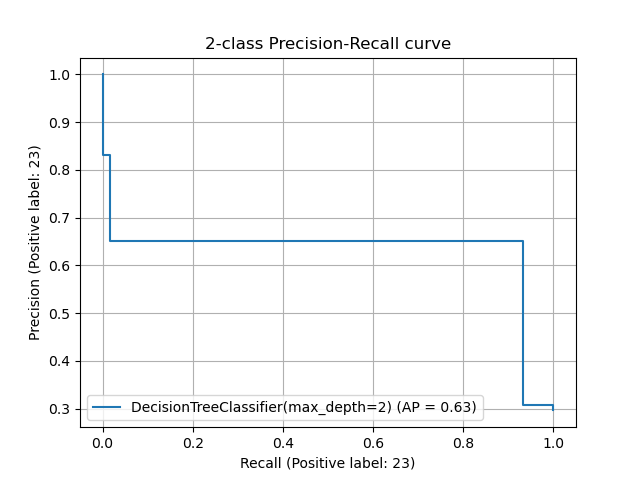 2-class Precision-Recall curve
1.0
0.9
0.8
0.7
0.6
0.5
0.4
0.3
Precision (Positive label: 23)
DecisionTreeClassifier(max_depth=2) (AP = 0.63)
0.0 0.2 0.4 0.6 0.8 1.0
Recall (Positive label: 23)